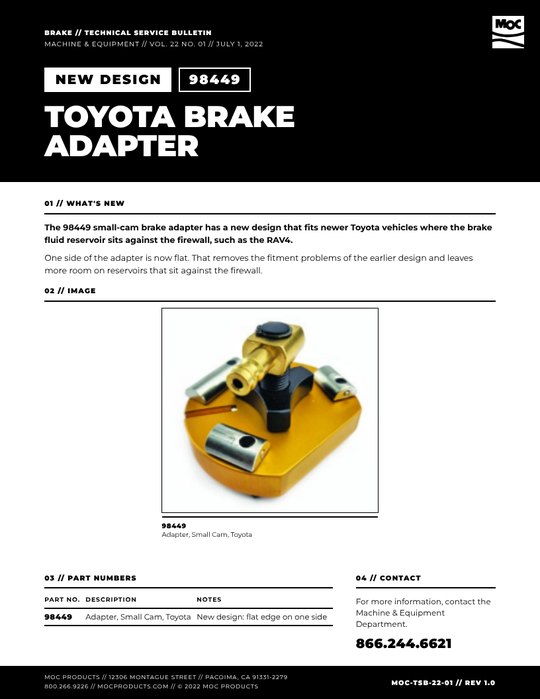 BRAKE // TECHNICAL SERVICE BULLETIN
MACHINE & EQUIPMENT // VOL. 22 NO. 01 // JULY 1, 2022
MOC
NEW DESIGN
98449
TOYOTA BRAKE
ADAPTER
01 // WHAT'S NEW
The 98449 small-cam brake adapter has a new design that fits newer Toyota vehicles where the brake
fluid reservoir sits against the firewall, such as the RAV4.
One side of the adapter is now flat. That removes the fitment problems of the earlier design and leaves
more room on reservoirs that sit against the firewall.
02 // IMAGE
98449
Adapter, Small Cam, Toyota
03 // PART NUMBERS
PART NO. DESCRIPTION NOTES
98449 Adapter, Small Cam, Toyota New design: flat edge on one side
04 // CONTACT
For more information, contact the
Machine & Equipment
Department.
866.244.6621
MOC PRODUCTS // 12306 MONTAGUE STREET // PACOIMA, CA 91331-2279
800.266.9226 // MOCPRODUCTS.COM // © 2022 MOC PRODUCTS
MOC-TSB-22-01 // REV 1.0